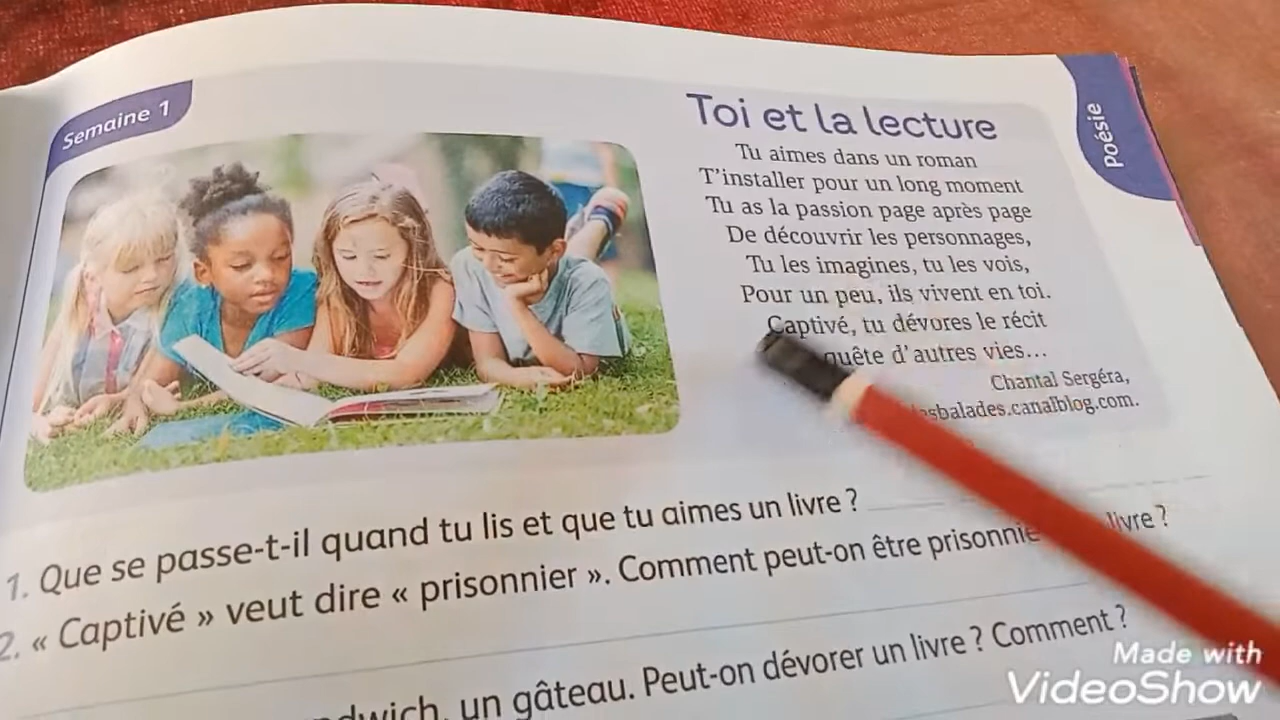 Semaine 1
Poésie
Toi et la lecture
Tu aimes dans un roman
T'installer pour un long moment
Tu as la passion page après page
De découvrir les personnages,
Tu les imagines, tu les vois,
Pour un peu, ils vivent en toi.
Captivé, tu dévores le récit
quête d'autres vies...
Chantal Sergéra,
asbalades.canalblog.com.
1. Que se passe-t-il quand tu lis et que tu aimes un livre ?
2. « Captivé » veut dire « prisonnier ». Comment peut-on être prisonnie livre ?
dwich, un gâteau. Peut-on dévorer un livre ? Comment ?
Made with
VideoShow